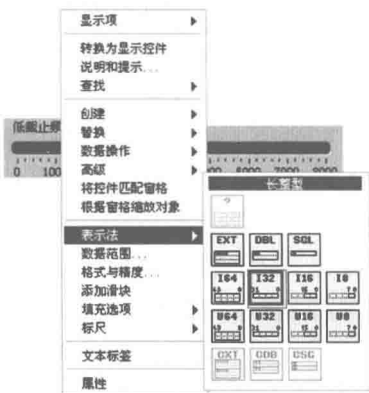 显示项
转换为显示控件
说明和提示...
查找
创建
替换
数据操作
高级
将控件匹配窗格
根据窗格缩放对象
表示法
数据范围...
格式与精度...
添加滑块
填充选项
标尺
文本标签
属性
低截止频
0 100
6000 7000 8000
长整型
EXT DBL SGL
I64 I32 I16 I8
U64 U32 U16 U8
CXT CDB CSG